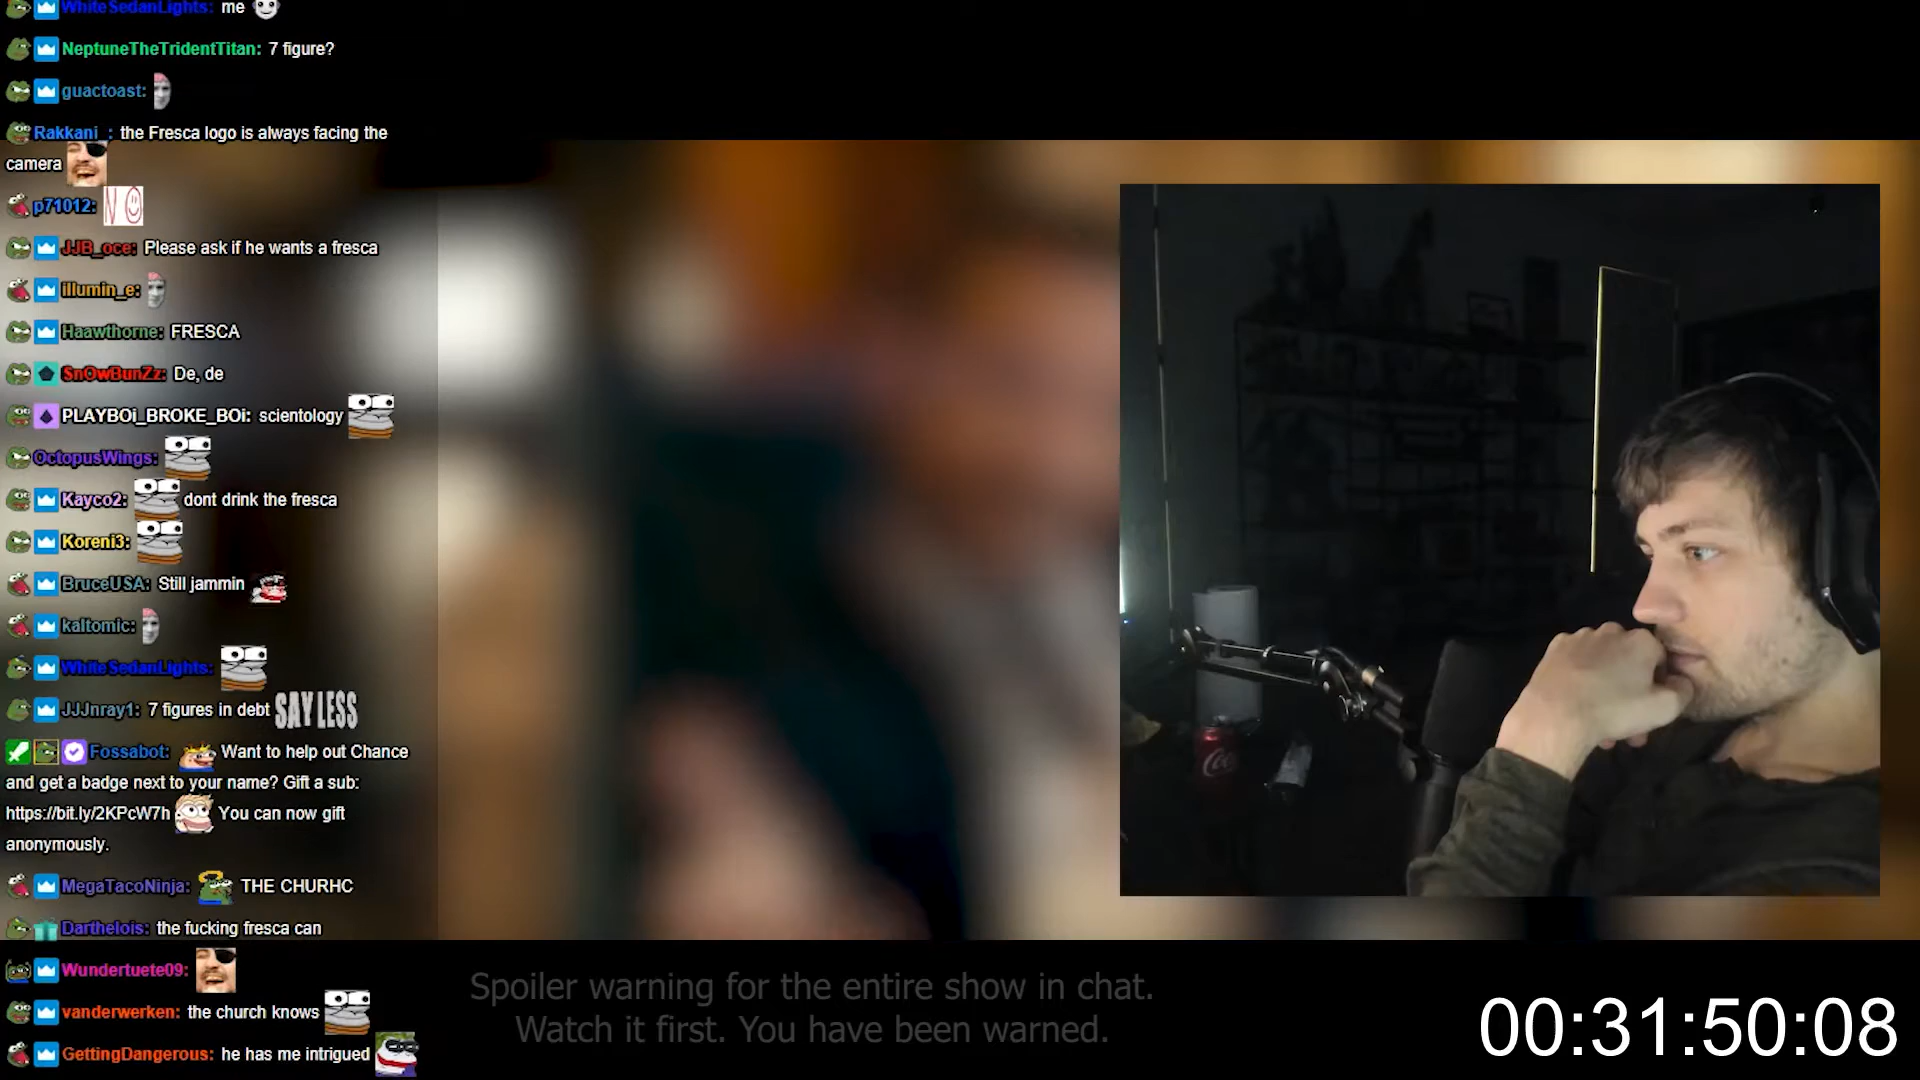 WhiteSedanLights: me
NeptuneTheTridentTitan: 7 figure?
guactoast:
Rakkani_: the Fresca logo is always facing the
camera
p71012: NO
JJB_oce: Please ask if he wants a fresca
illumin_e:
Haawthorne: FRESCA
SnOwBunZz: De, de
PLAYBOi_BROKE_BOi: scientology
OctopusWings:
Kayco2: dont drink the fresca
Koreni3:
BruceUSA: Still jammin
kaltomic:
WhiteSedanLights:
JJJnray1: 7 figures in debt SAY LESS
Fossabot: Want to help out Chance
and get a badge next to your name? Gift a sub:
https://bit.ly/2KPcW7h You can now gift
anonymously.
MegaTacoNinja: THE CHURHC
Darthelois: the fucking fresca can
Wundertuete09:
vanderwerken: the church knows
GettingDangerous: he has me intrigued
Spoiler warning for the entire show in chat.
Watch it first. You have been warned.
00:31:50:08